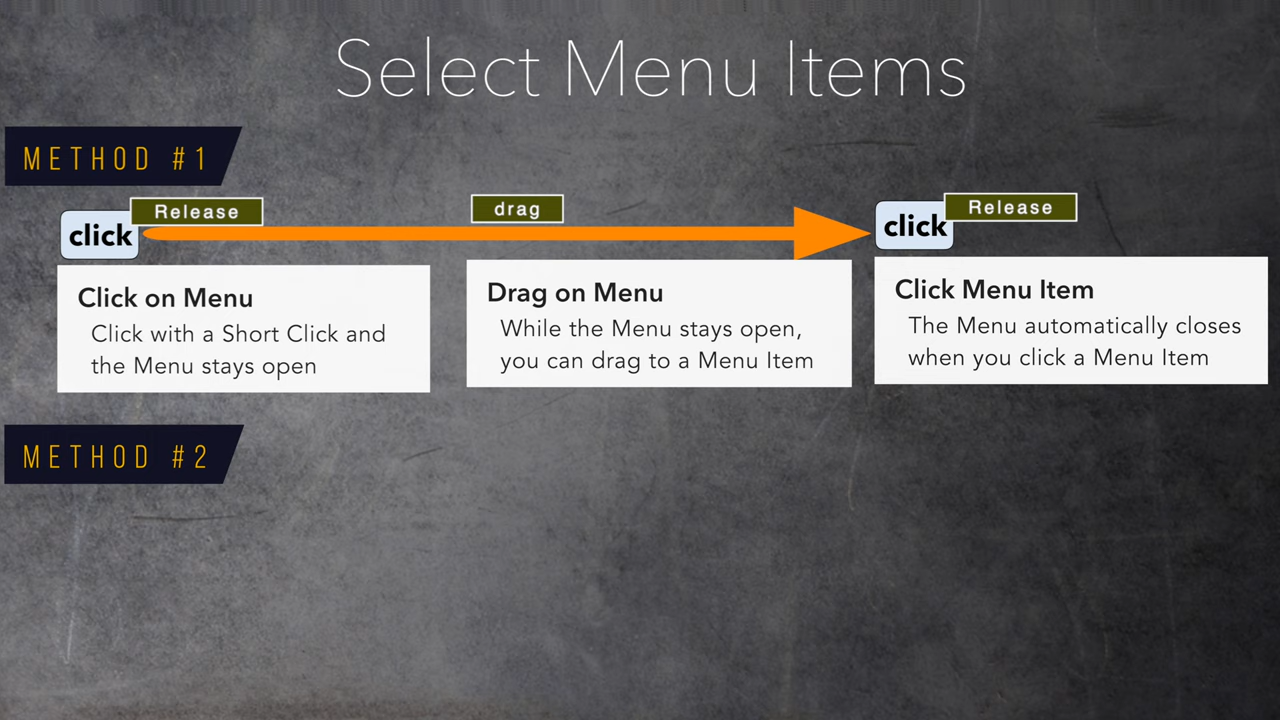 Select Menu Items
METHOD #1
click
Release
drag
click
Release
Click on Menu
Click with a Short Click and
the Menu stays open
Drag on Menu
While the Menu stays open,
you can drag to a Menu Item
Click Menu Item
The Menu automatically closes
when you click a Menu Item
METHOD #2